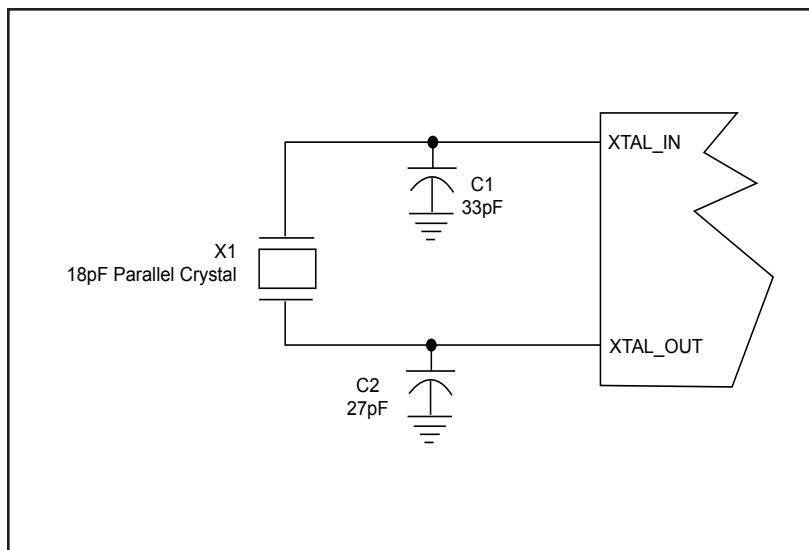 XTAL_IN
C1
33pF
X1
18pF Parallel Crystal
XTAL_OUT
C2
27pF